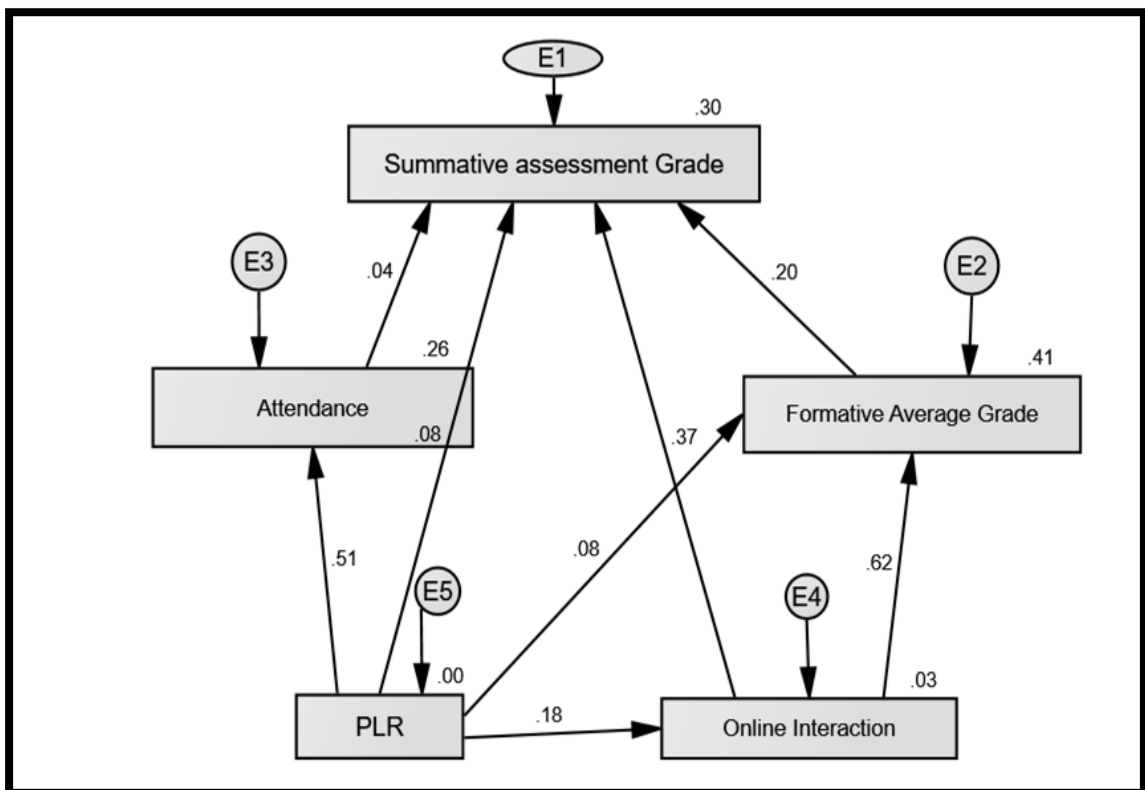 E1
.30
Summative assessment Grade
E3
.04
.20
E2
.26
.41
Attendance
Formative Average Grade
.08
.37
.51
.08
.62
E5
E4
.00
.03
PLR
.18
Online Interaction